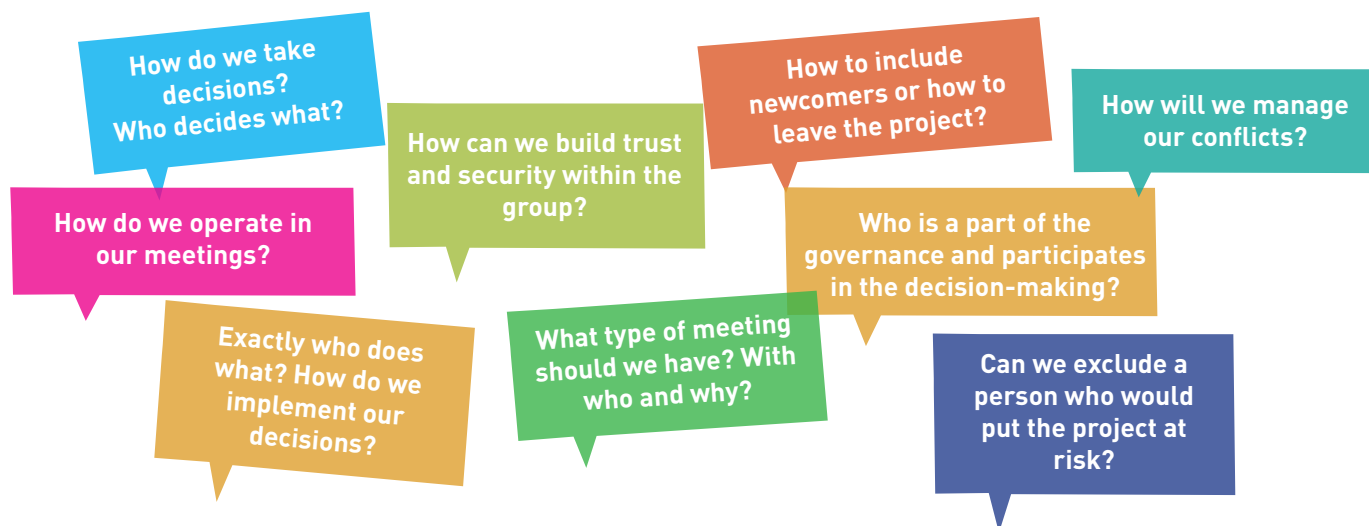 How do we take
decisions?
Who decides what?
How can we build trust
and security within the
group?
How to include
newcomers or how to
leave the project?
How will we manage
our conflicts?
How do we operate in
our meetings?
Who is a part of the
governance and participates
in the decision-making?
Exactly who does
what? How do we
implement our
decisions?
What type of meeting
should we have? With
who and why?
Can we exclude a
person who would
put the project at
risk?